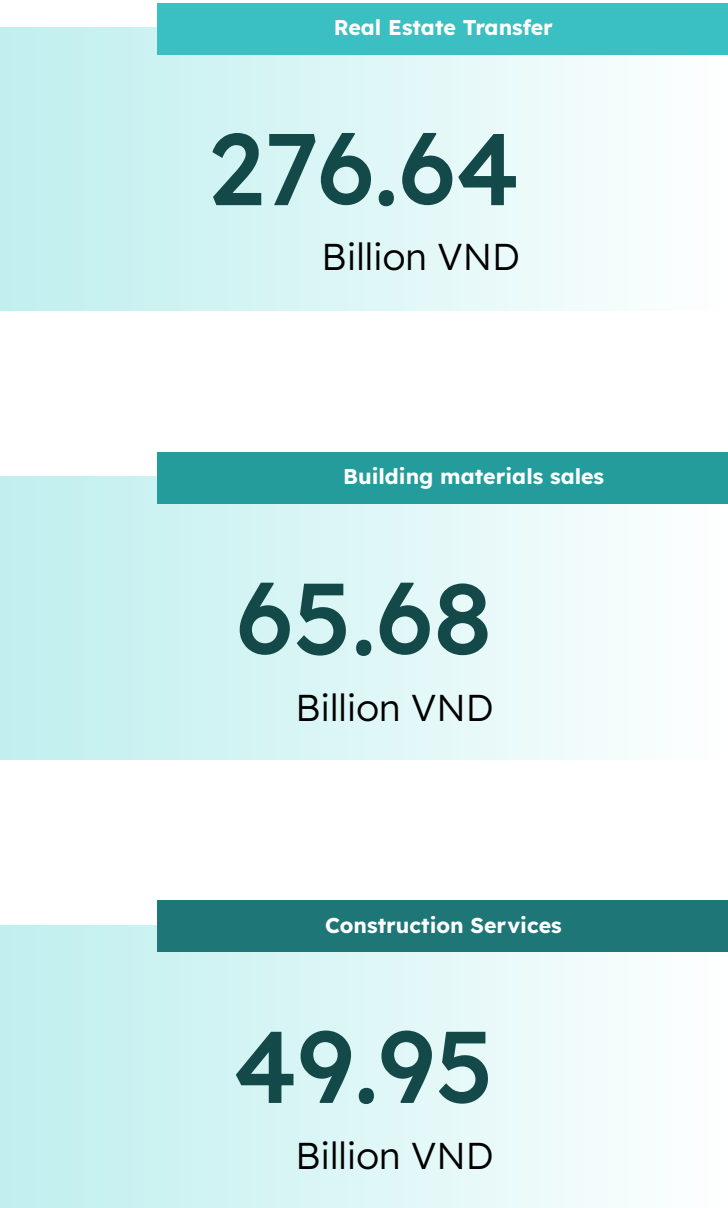 Real Estate Transfer
276.64
Billion VND
Building materials sales
65.68
Billion VND
Construction Services
49.95
Billion VND